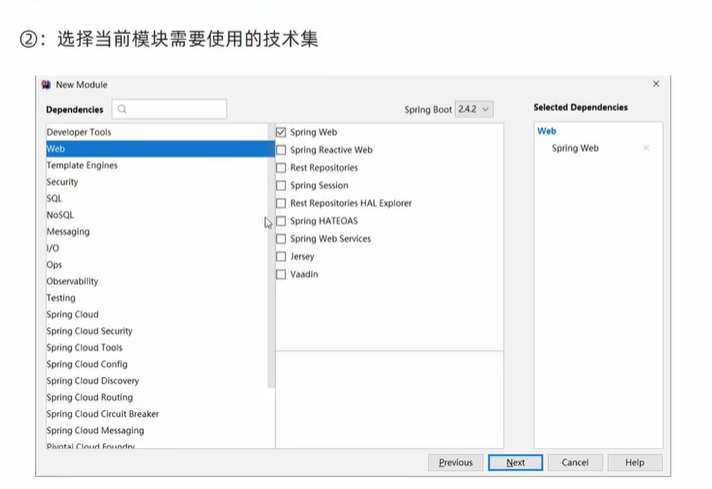 ②：选择当前模块需要使用的技术集
New Module
Dependencies
Spring Boot 2.4.2
Selected Dependencies
Developer Tools
Web
Template Engines
Security
SQL
NoSQL
Messaging
I/O
Ops
Observability
Testing
Spring Cloud
Spring Cloud Security
Spring Cloud Tools
Spring Cloud Config
Spring Cloud Discovery
Spring Cloud Routing
Spring Cloud Circuit Breaker
Spring Cloud Messaging
Pivotal Cloud Foundry
Spring Web
Spring Reactive Web
Rest Repositories
Spring Session
Rest Repositories HAL Explorer
Spring HATEOAS
Spring Web Services
Jersey
Vaadin
Web
Spring Web
Previous
Next
Cancel
Help